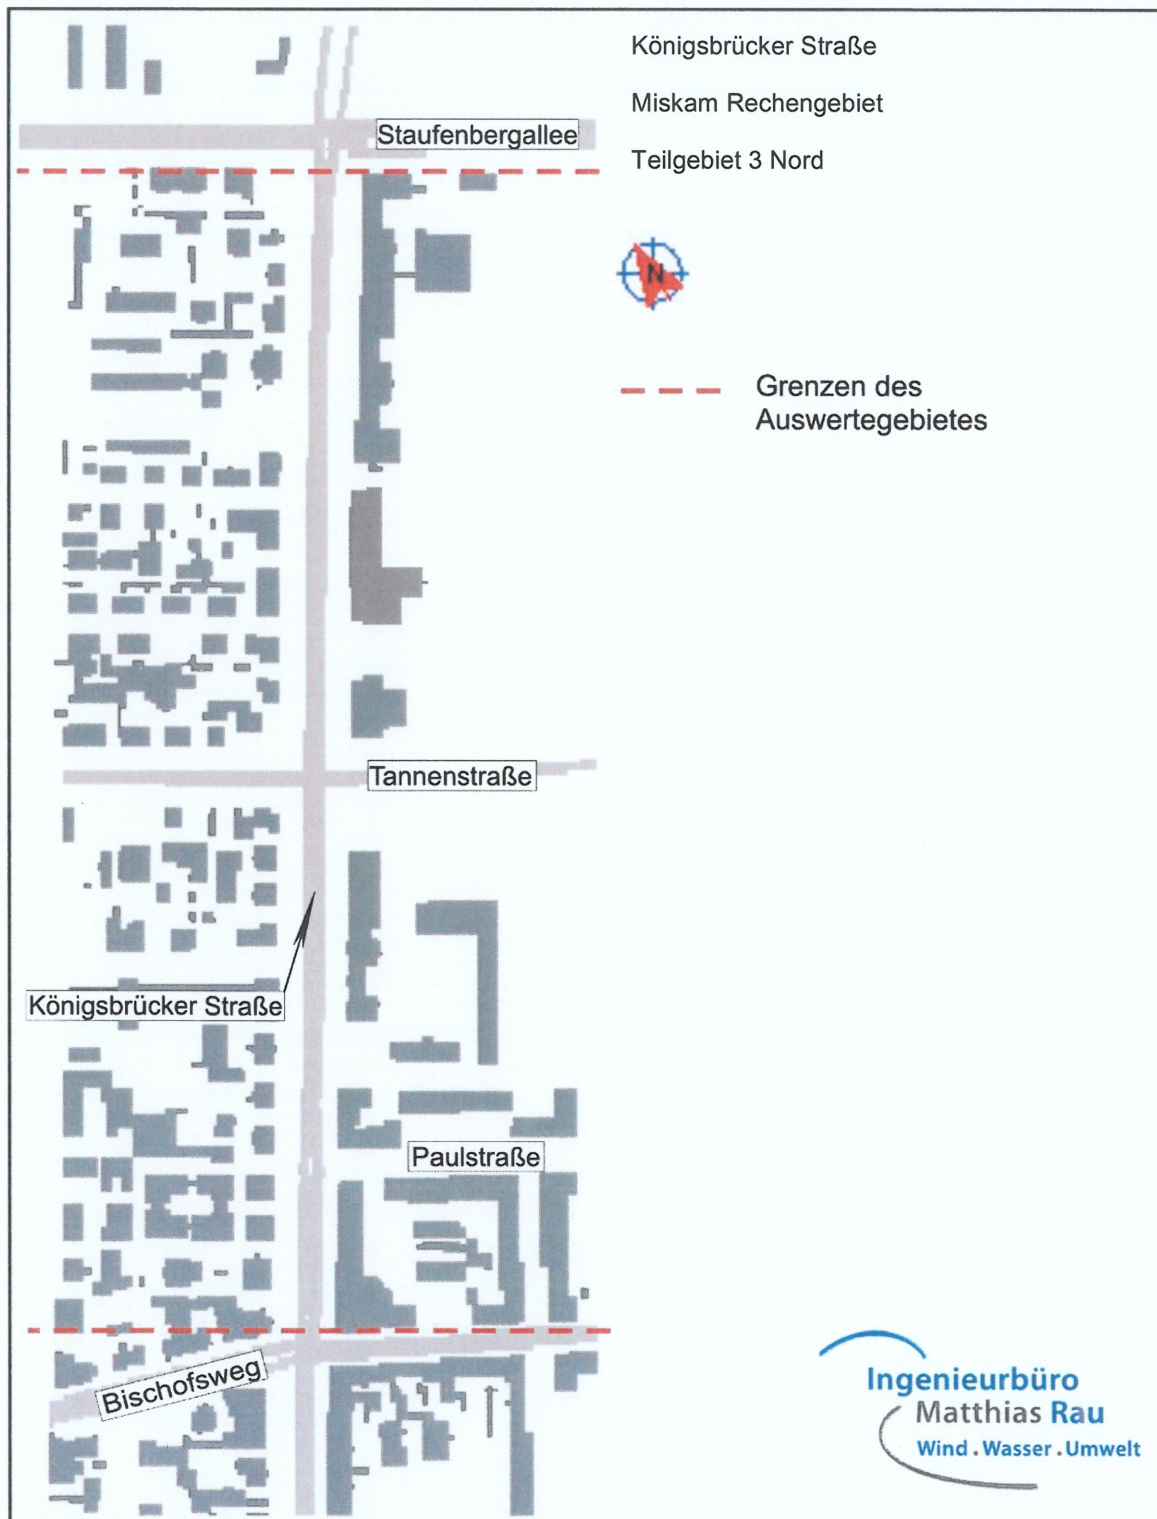 Königsbrücker Straße
Miskam Rechengebiet
Teilgebiet 3 Nord
N
Grenzen des
Auswertegebietes
Staufenbergallee
Tannenstraße
Königsbrücker Straße
Paulstraße
Bischofsweg
Ingenieurbüro
Matthias Rau
Wind . Wasser . Umwelt